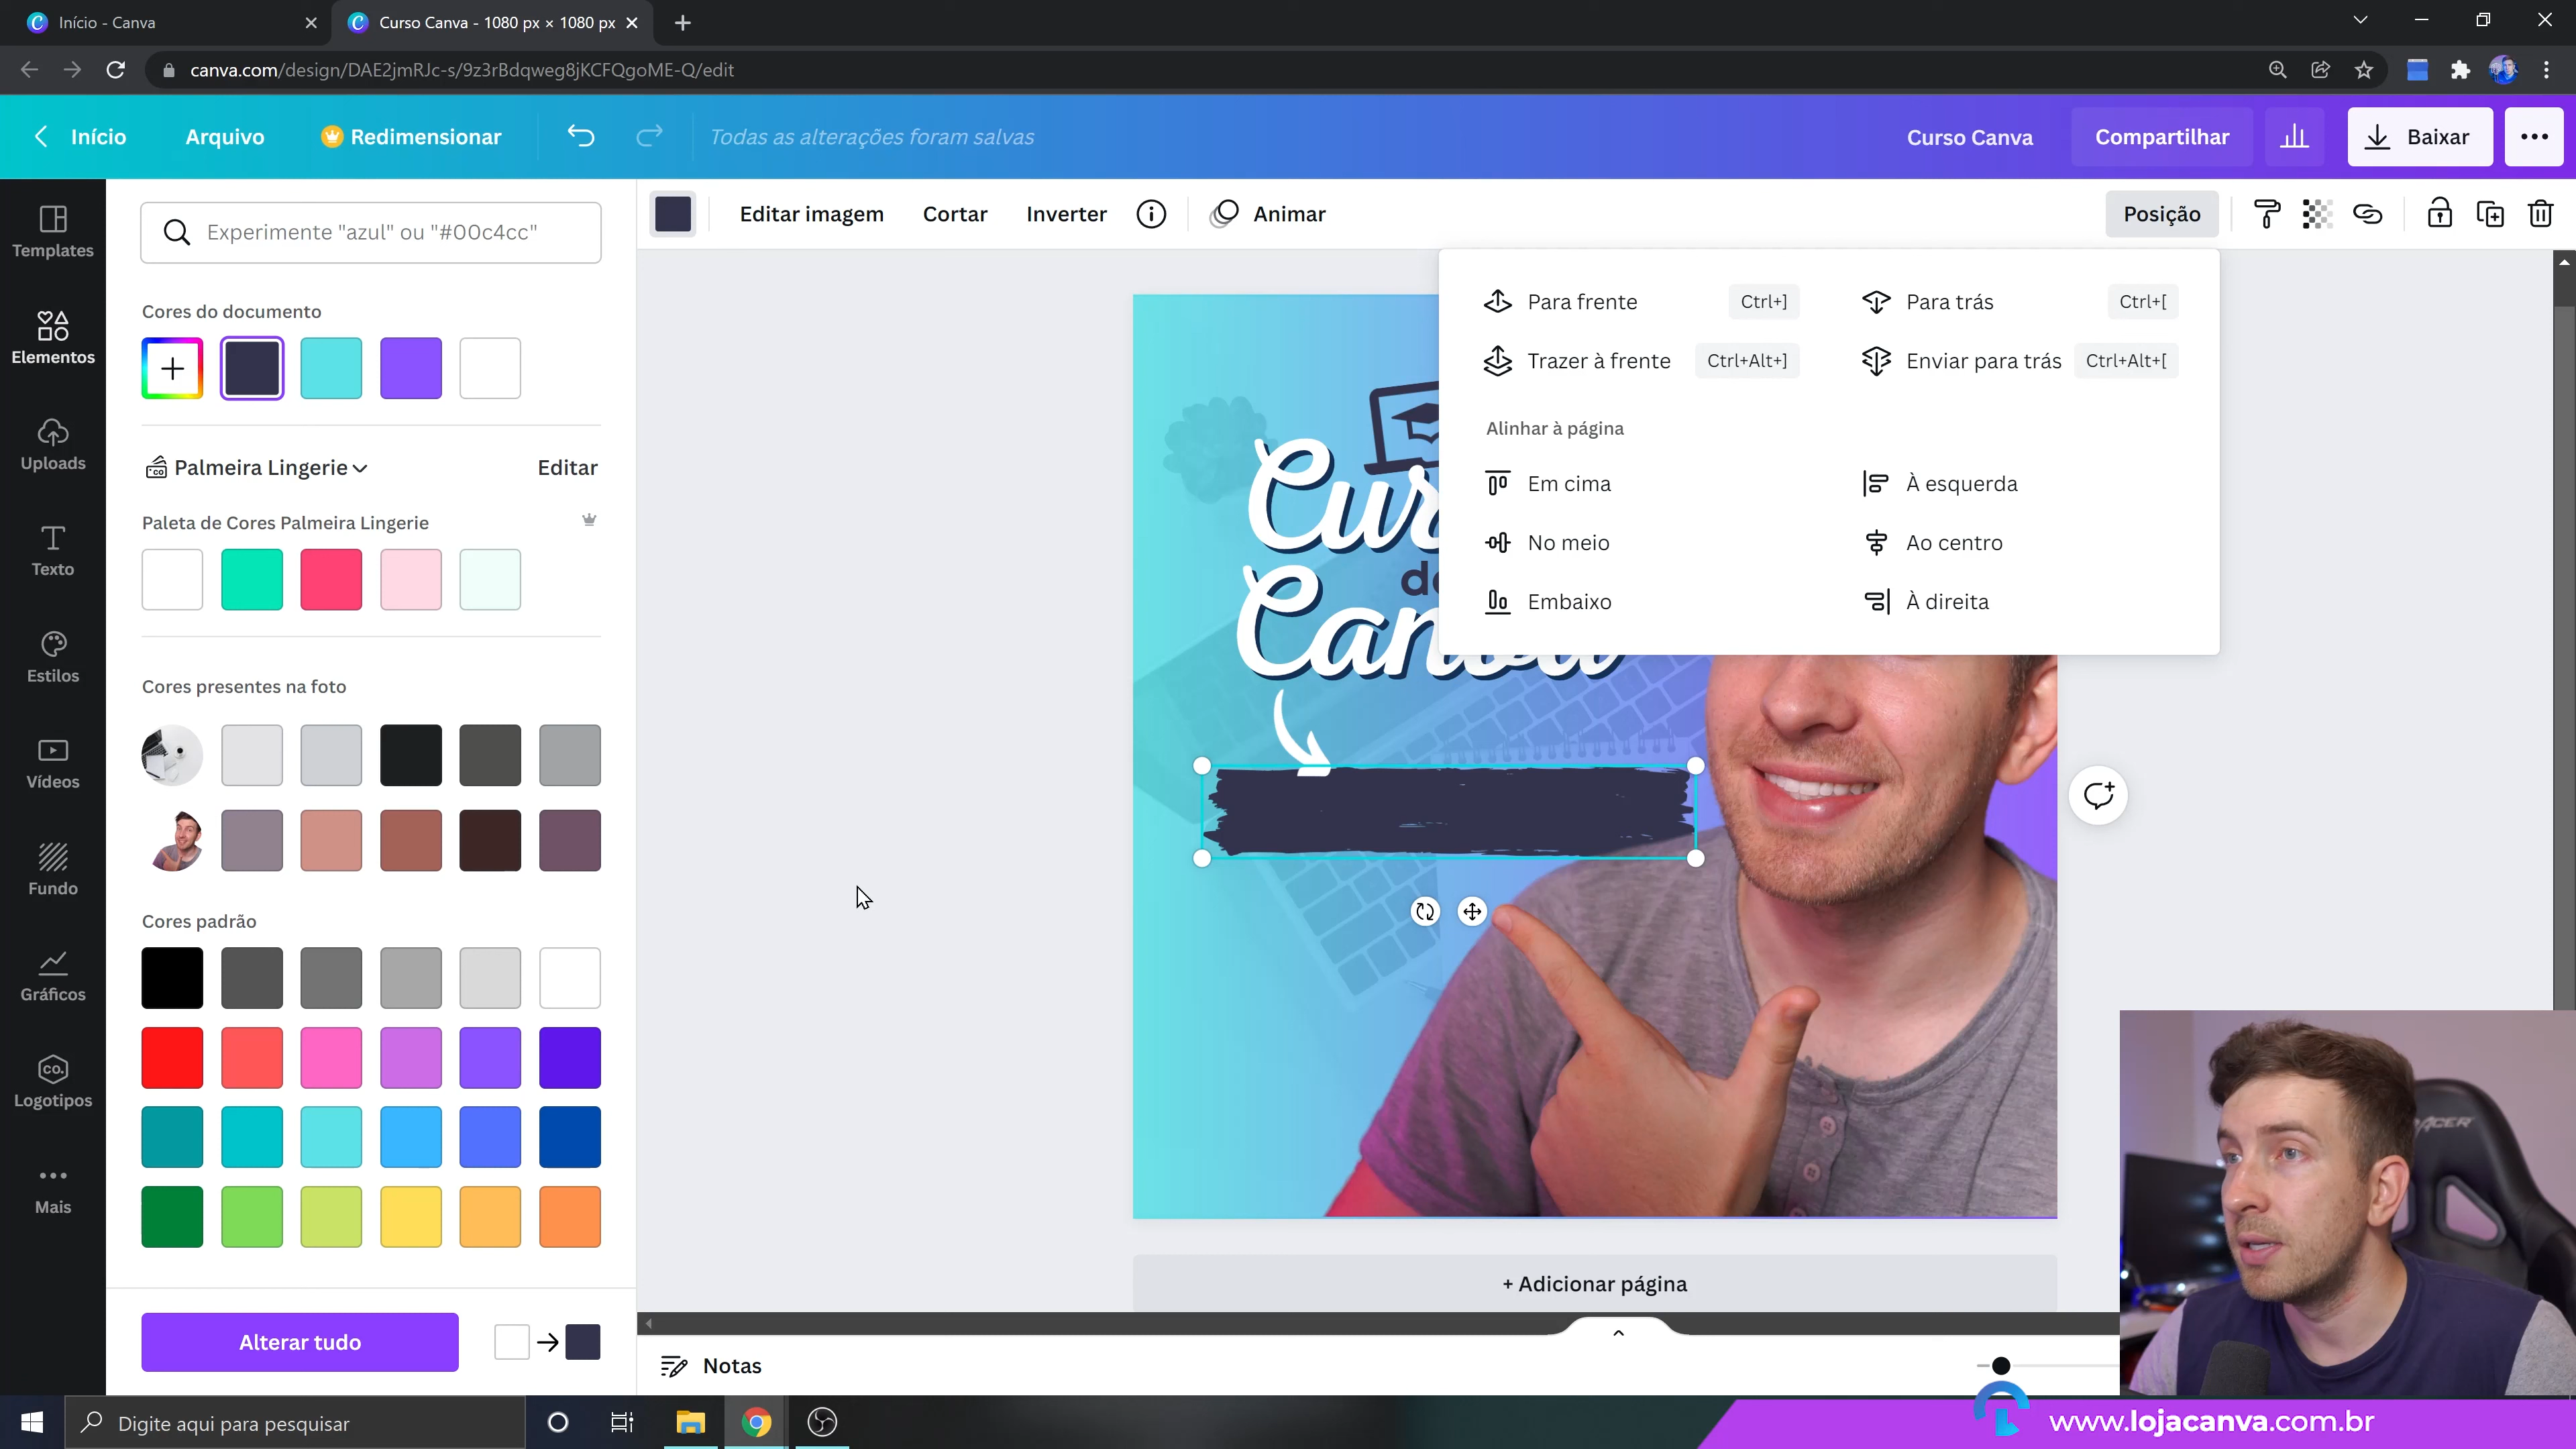 Início - Canva
Curso Canva - 1080 px × 1080 px
canva.com/design/DAE2jmRJc-s/9z3rBdqweg8jKCFQgoME-Q/edit
Início Arquivo Redimensionar Todas as alterações foram salvas Curso Canva Compartilhar Baixar
Editar imagem Cortar Inverter Animar Posição
Templates
Elementos
Uploads
Texto
Estilos
Vídeos
Fundo
Gráficos
CO.
Logotipos
Mais
Experimente "azul" ou "#00c4cc"
Cores do documento
Palmeira Lingerie Editar
Paleta de Cores Palmeira Lingerie
Cores presentes na foto
Cores padrão
Alterar tudo
Para frente Ctrl+] Para trás Ctrl+[
Trazer à frente Ctrl+Alt+] Enviar para trás Ctrl+Alt+[
Alinhar à página
Em cima À esquerda
No meio Ao centro
Embaixo À direita
Canva
+ Adicionar página
Notas
ACER
Digite aqui para pesquisar
www.lojacanva.com.br